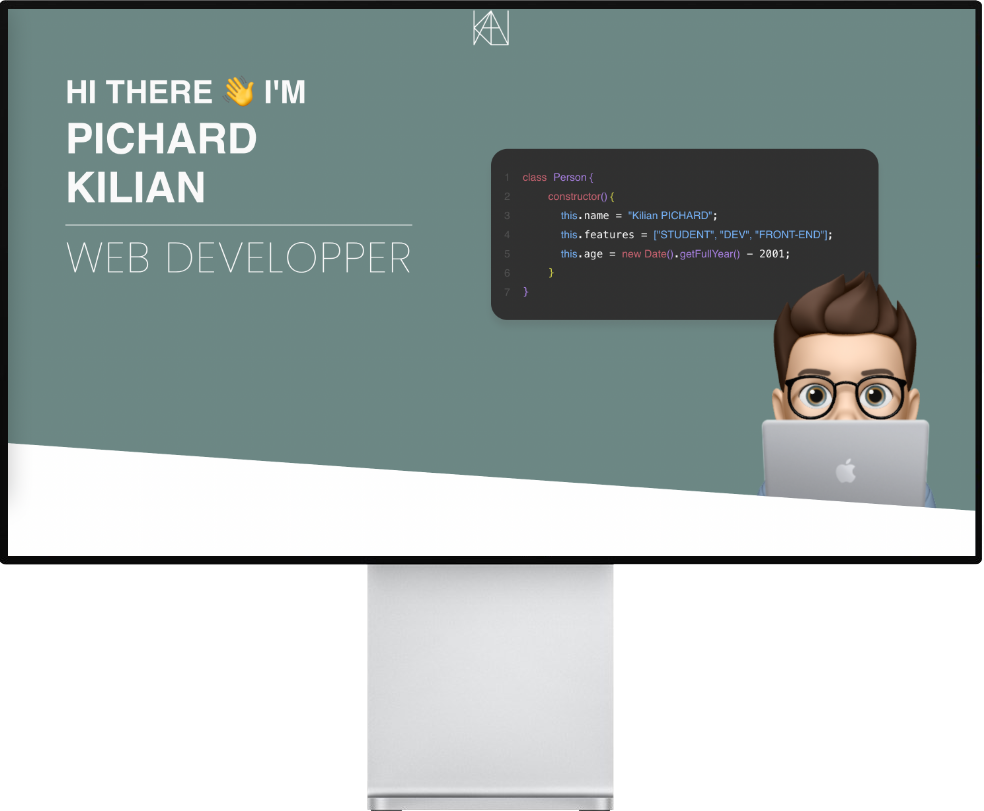 HI THERE 👋 I'M
PICHARD
KILIAN
WEB DEVELOPPER
1 class Person {
2 constructor() {
3 this.name = "Kilian PICHARD";
4 this.features = ["STUDENT", "DEV", "FRONT-END"];
5 this.age = new Date().getFullYear() - 2001;
6 }
7 }